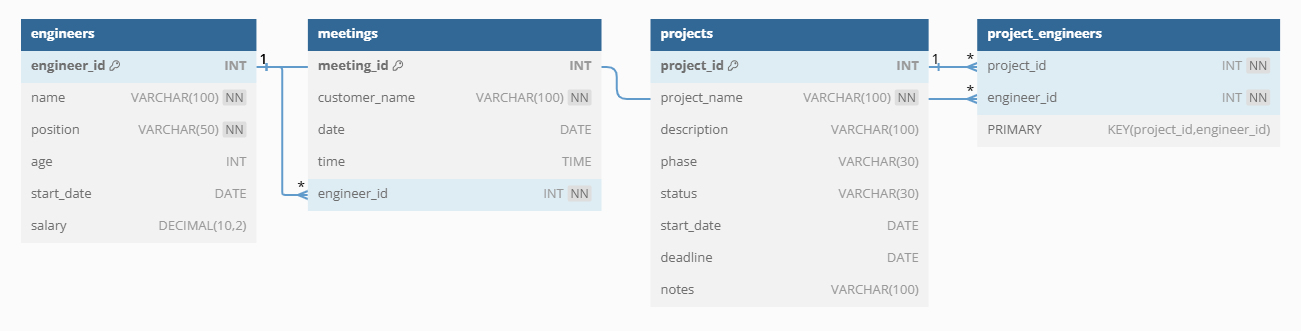 engineers
engineer_id INT
name VARCHAR(100) NN
position VARCHAR(50) NN
age INT
start_date DATE
salary DECIMAL(10,2)
1
*
meetings
meeting_id INT
customer_name VARCHAR(100) NN
date DATE
time TIME
engineer_id INT NN
projects
project_id INT
project_name VARCHAR(100) NN
description VARCHAR(100)
phase VARCHAR(30)
status VARCHAR(30)
start_date DATE
deadline DATE
notes VARCHAR(100)
1
*
*
project_engineers
project_id INT NN
engineer_id INT NN
PRIMARY KEY(project_id,engineer_id)